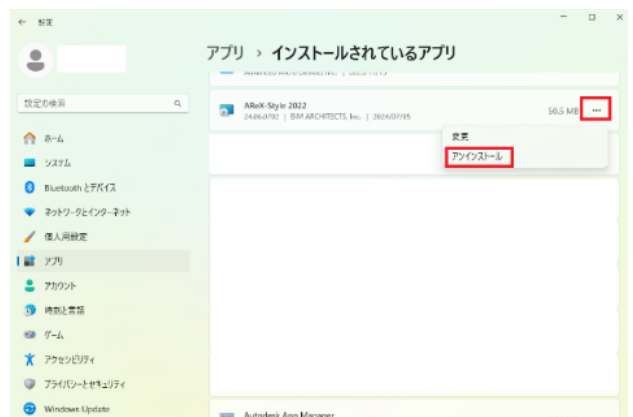 ← 設定
アプリ › インストールされているアプリ
設定の検索
AReX-Style 2022
24.06.0702 | BIM ARCHITECTS, Inc. | 2024/07/05
50.5 MB ...
変更
アンインストール
ホーム
システム
Bluetooth とデバイス
ネットワークとインターネット
個人用設定
アプリ
アカウント
時刻と言語
ゲーム
アクセシビリティ
プライバシーとセキュリティ
Windows Update
Autodesk App Manager